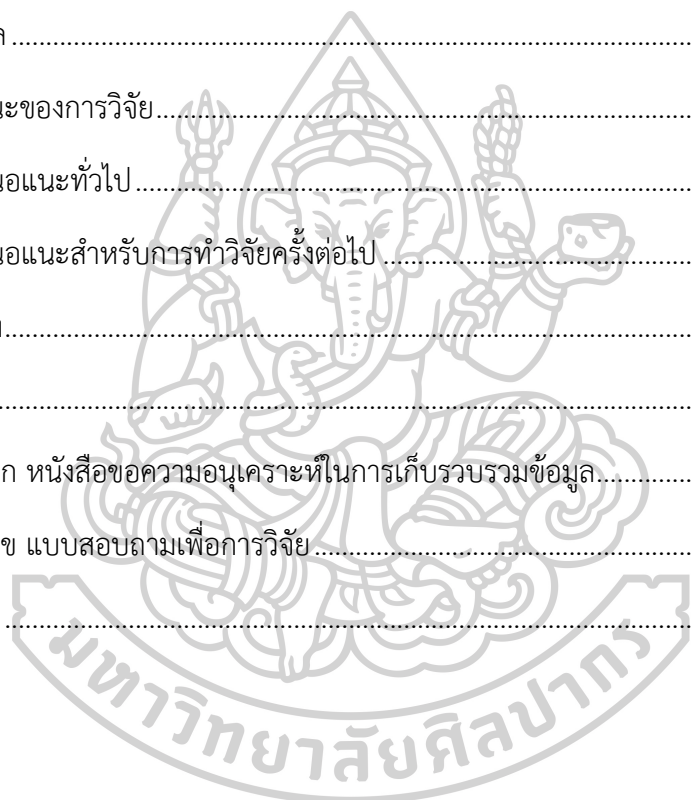 นะของการวิจัย
นอแนะทั่วไป
นอแนะสำหรับการทำวิจัยครั้งต่อไป
ก หนังสือขอความอนุเคราะห์ในการเก็บรวบรวมข้อมูล
ข แบบสอบถามเพื่อการวิจัย
มหาวิทยาลัยศิลปากร